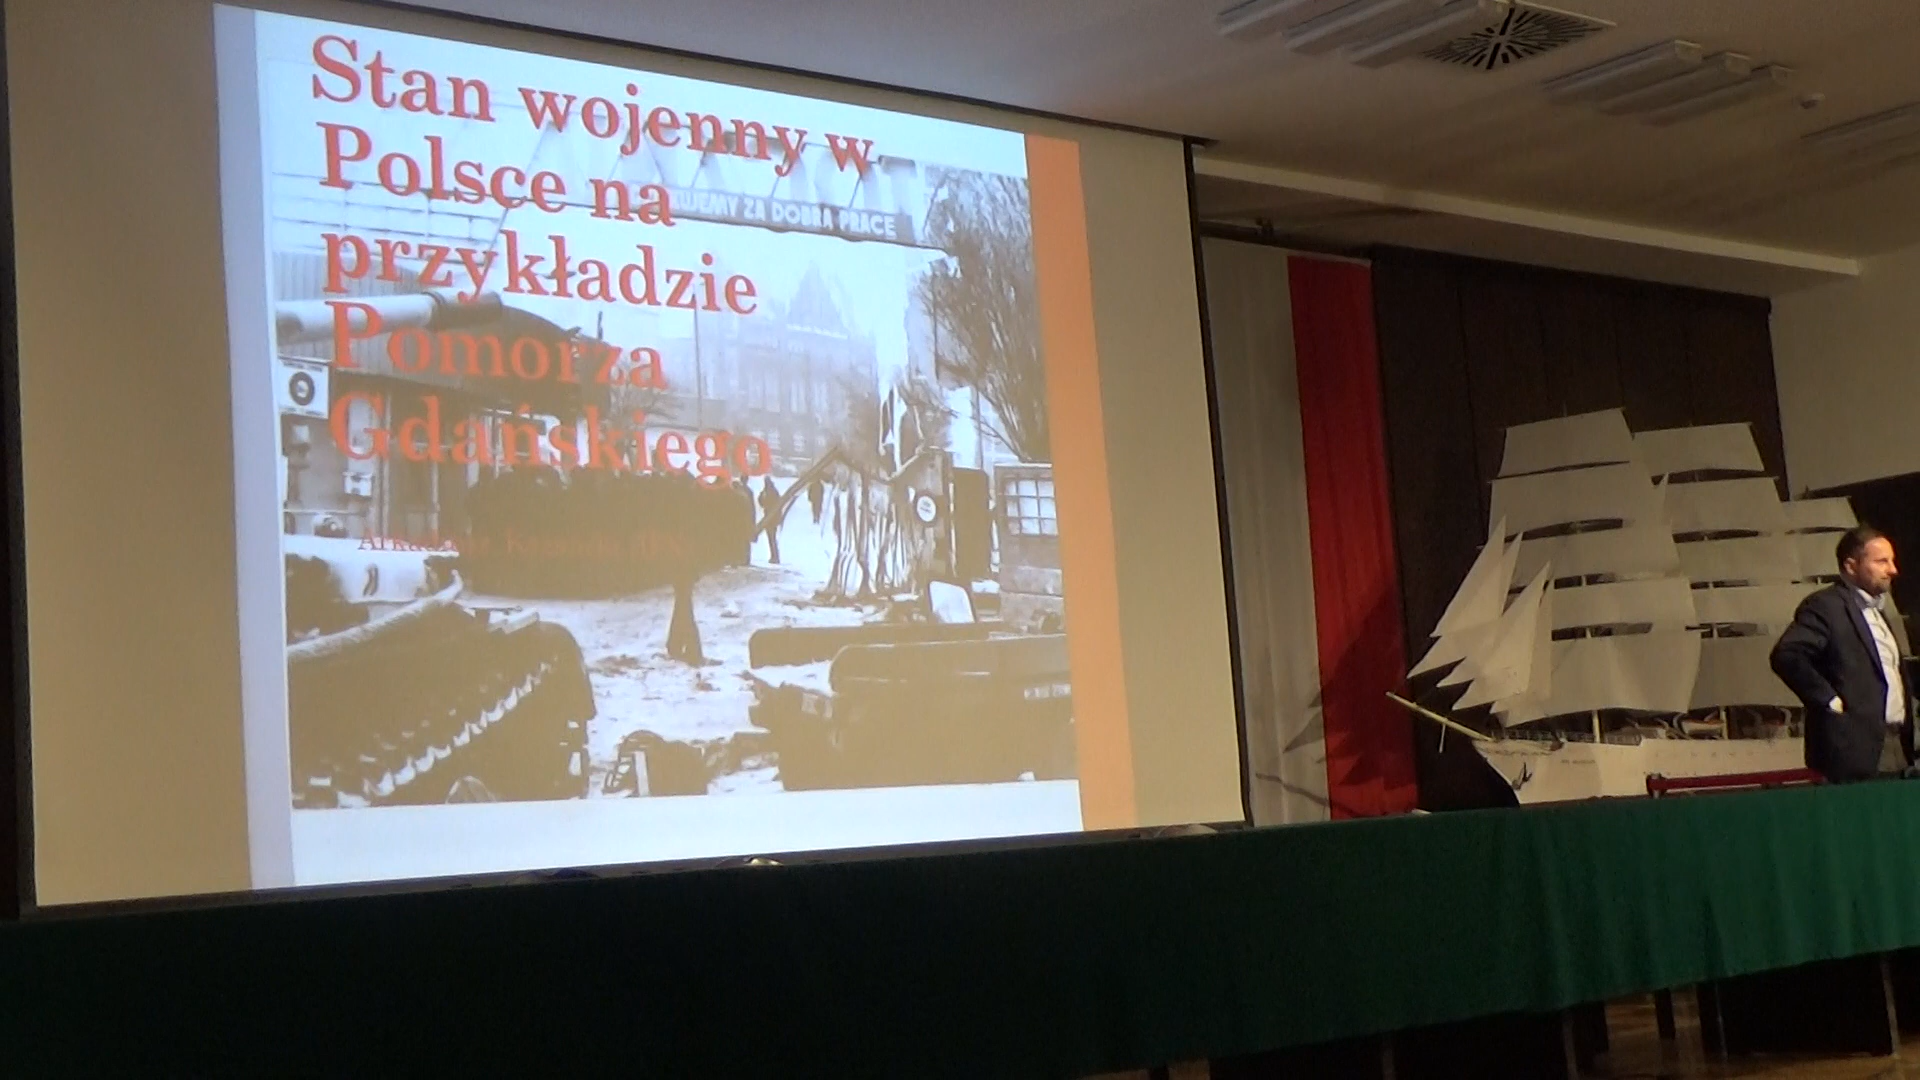 Stan wojenny w
Polsce na
KUJEMY ZA DOBRĄ PRACĘ
przykładzie
Pomorza
Gdańskiego